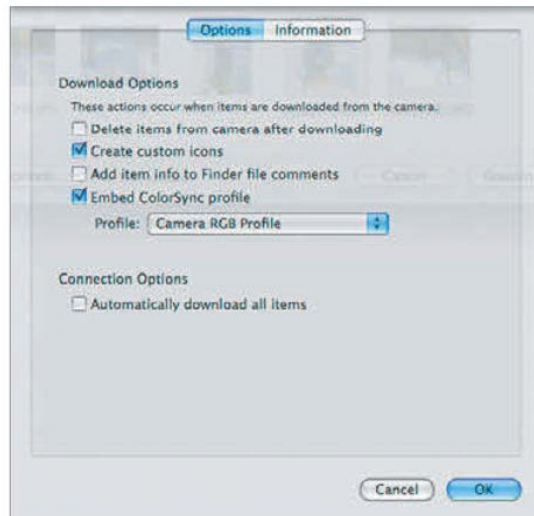 Options Information
Download Options
These actions occur when items are downloaded from the camera.
Delete items from camera after downloading
Create custom icons
Add item info to Finder file comments
Embed ColorSync profile
Profile: Camera RGB Profile
Connection Options
Automatically download all items
Cancel OK